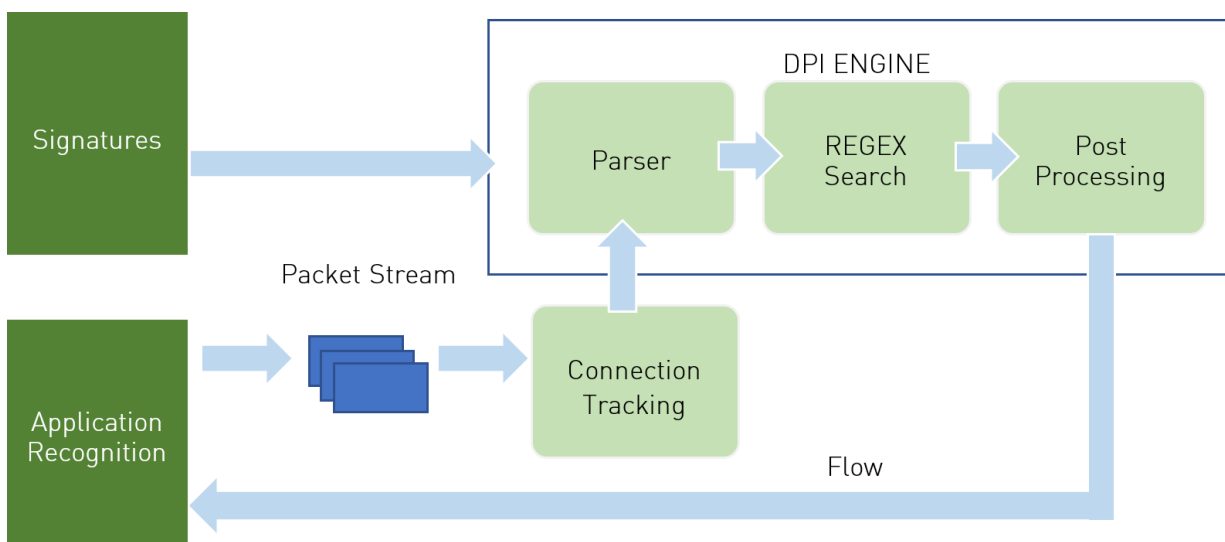 DPI ENGINE
Signatures
Parser
REGEX
Search
Post
Processing
Packet Stream
Connection
Tracking
Application
Recognition
Flow